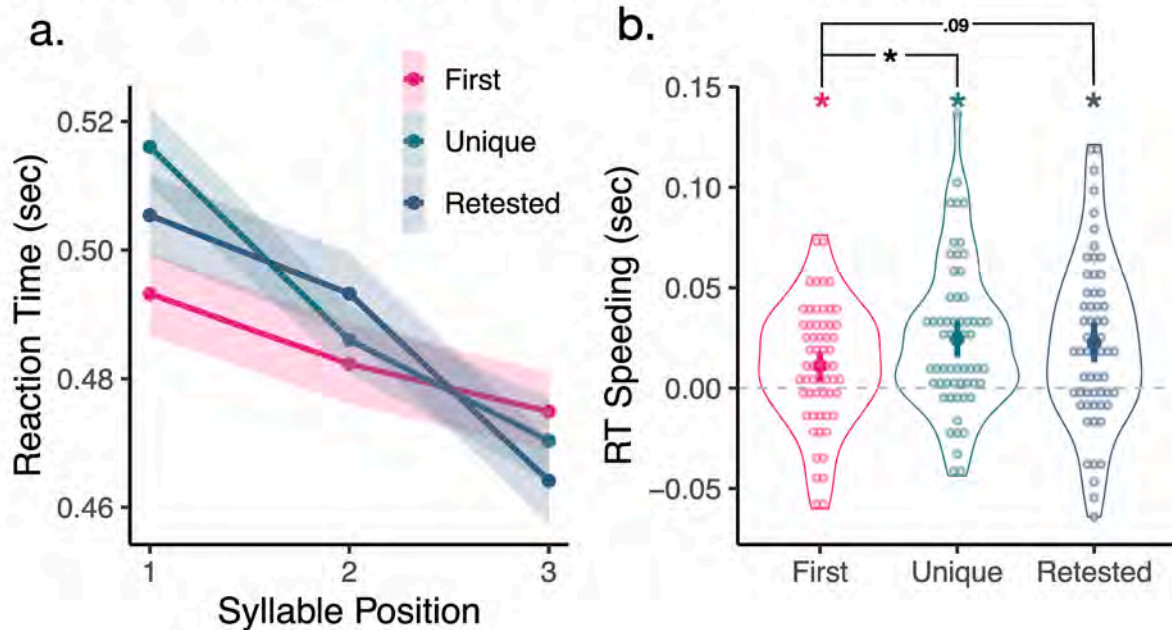 a.
First
Unique
Retested
Reaction Time (sec)
0.52
0.50
0.48
0.46
1 2 3
Syllable Position
b.
.09
*
* * *
RT Speeding (sec)
0.15
0.10
0.05
0.00
−0.05
First Unique Retested